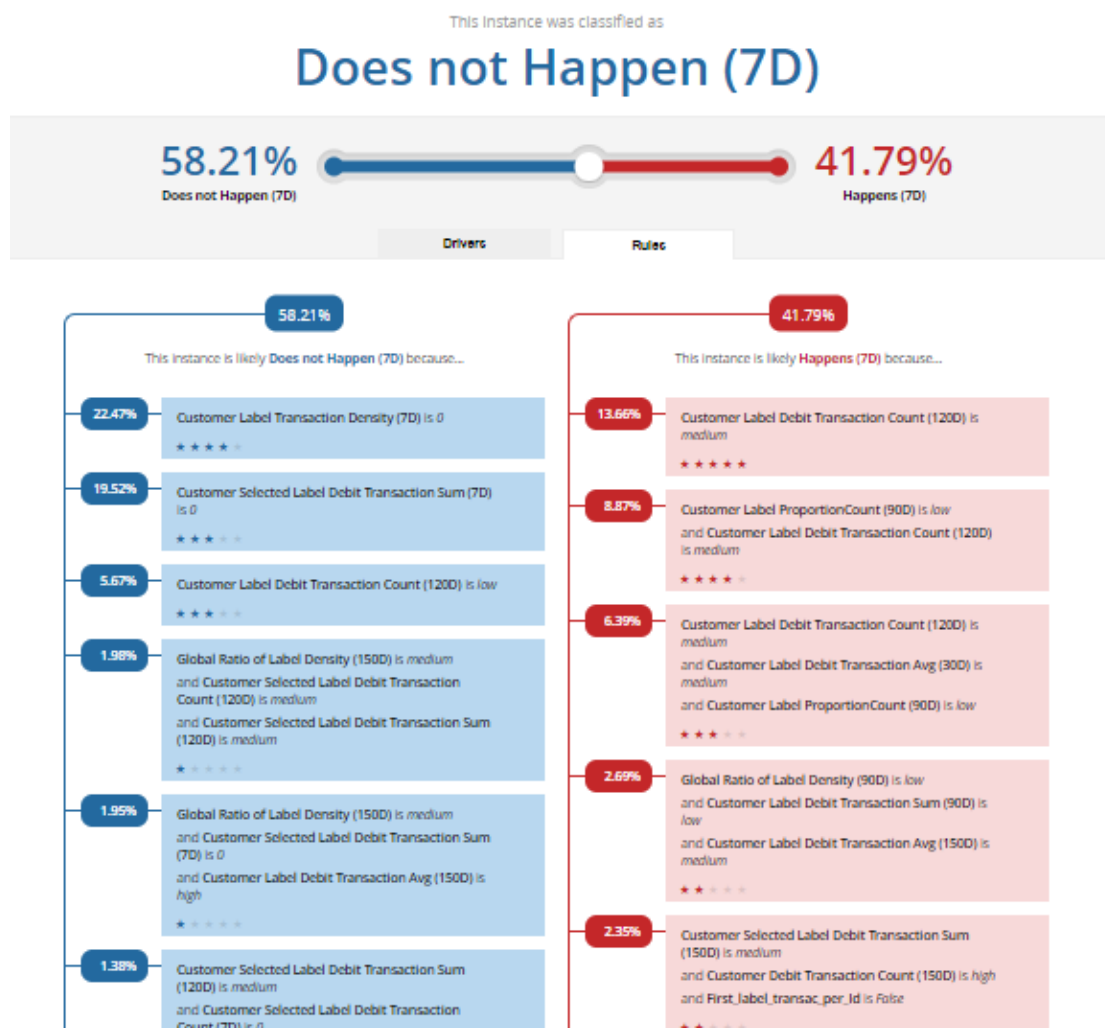 This instance was classified as
Does not Happen (7D)
58.21%
Does not Happen (7D)
41.79%
Happens (7D)
Drivers
Rules
58.21%
This instance is likely Does not Happen (7D) because...
22.47%
Customer Label Transaction Density (7D) is 0
19.52%
Customer Selected Label Debit Transaction Sum (7D)
is 0
5.67%
Customer Label Debit Transaction Count (120D) is low
1.98%
Global Ratio of Label Density (150D) is medium
and Customer Selected Label Debit Transaction
Count (120D) is medium
and Customer Selected Label Debit Transaction Sum
(120D) is medium
1.95%
Global Ratio of Label Density (150D) is medium
and Customer Selected Label Debit Transaction Sum
(7D) is 0
and Customer Label Debit Transaction Avg (150D) is
high
1.38%
Customer Selected Label Debit Transaction Sum
(120D) is medium
and Customer Selected Label Debit Transaction
Count (7D) is 0
41.79%
This instance is likely Happens (7D) because...
13.66%
Customer Label Debit Transaction Count (120D) is
medium
8.87%
Customer Label ProportionCount (90D) is low
and Customer Label Debit Transaction Count (120D)
is medium
6.39%
Customer Label Debit Transaction Count (120D) is
medium
and Customer Label Debit Transaction Avg (30D) is
medium
and Customer Label ProportionCount (90D) is low
2.69%
Global Ratio of Label Density (90D) is low
and Customer Label Debit Transaction Sum (90D) is
low
and Customer Label Debit Transaction Avg (150D) is
medium
2.35%
Customer Selected Label Debit Transaction Sum
(150D) is medium
and Customer Debit Transaction Count (150D) is high
and First_label_transac_per_Id is False